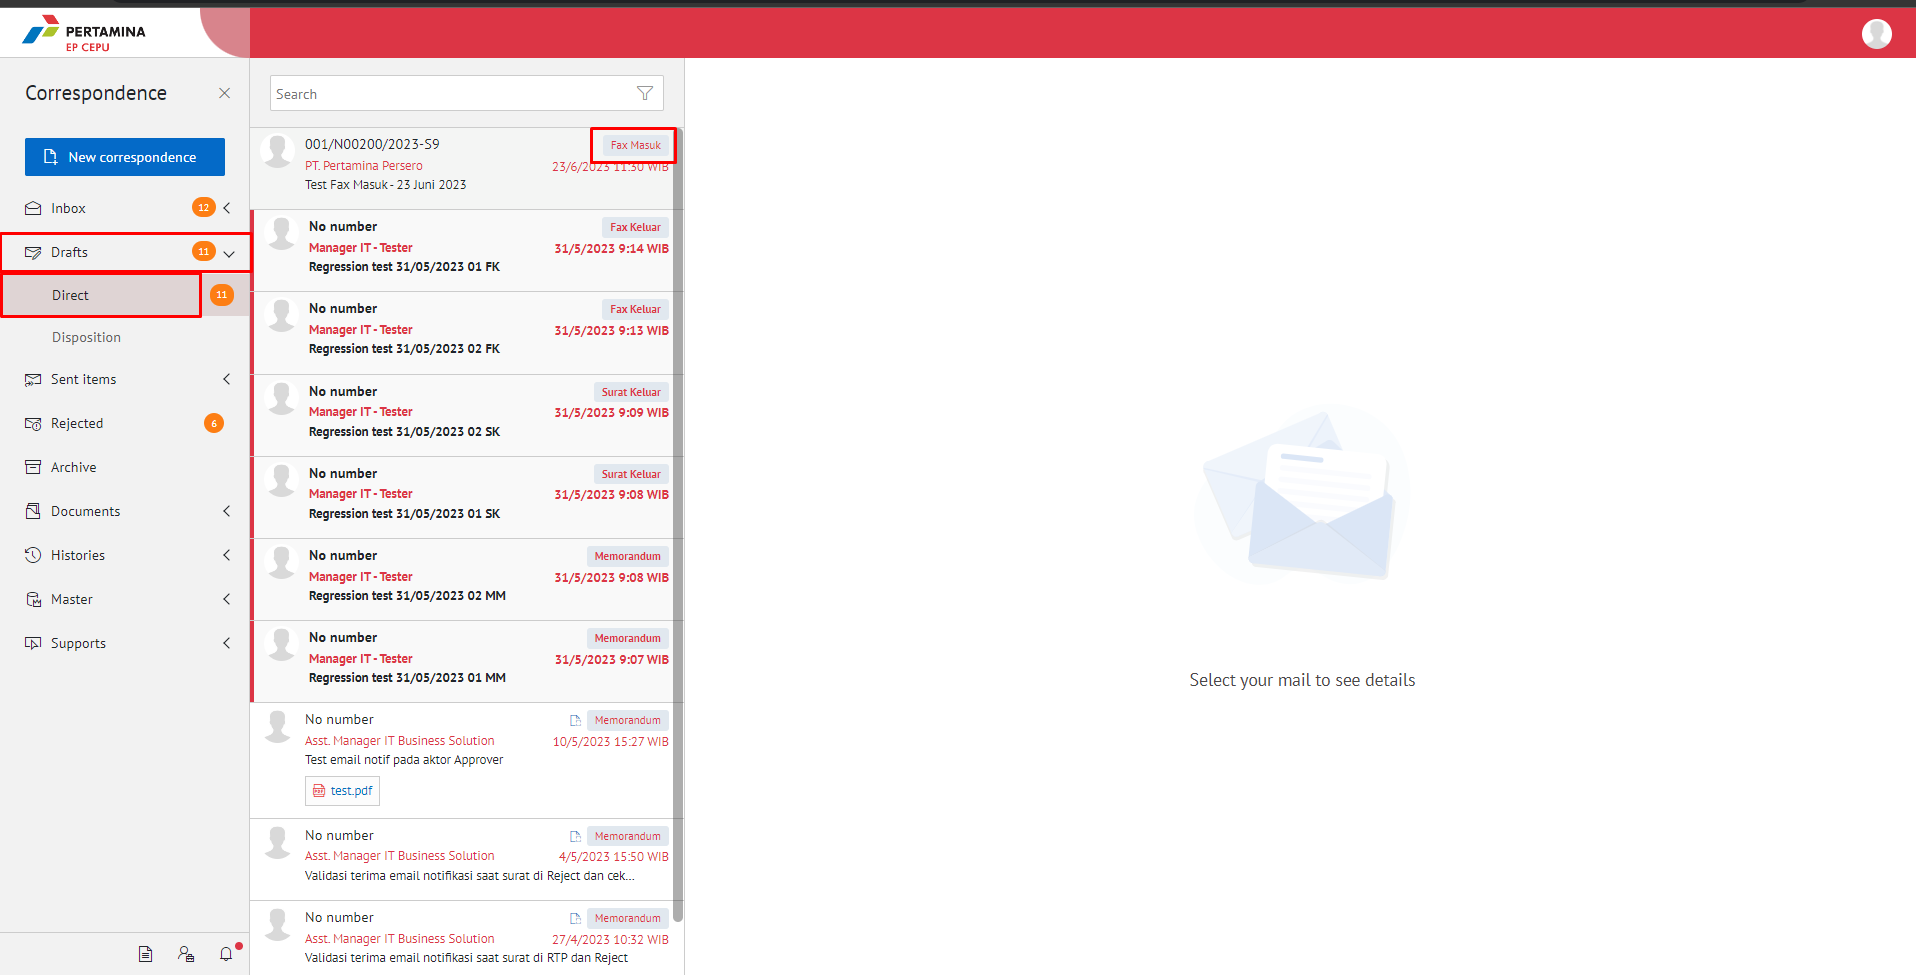 PERTAMINA
EP CEPU
Correspondence
New correspondence
Inbox 12
Drafts 11
Direct 11
Disposition
Sent items
Rejected 6
Archive
Documents
Histories
Master
Supports
Search
001/N00200/2023-S9 Fax Masuk
PT. Pertamina Persero 23/6/2023 11:30 WIB
Test Fax Masuk - 23 Juni 2023
No number Fax Keluar
Manager IT - Tester 31/5/2023 9:14 WIB
Regression test 31/05/2023 01 FK
No number Fax Keluar
Manager IT - Tester 31/5/2023 9:13 WIB
Regression test 31/05/2023 02 FK
No number Surat Keluar
Manager IT - Tester 31/5/2023 9:09 WIB
Regression test 31/05/2023 02 SK
No number Surat Keluar
Manager IT - Tester 31/5/2023 9:08 WIB
Regression test 31/05/2023 01 SK
No number Memorandum
Manager IT - Tester 31/5/2023 9:08 WIB
Regression test 31/05/2023 02 MM
No number Memorandum
Manager IT - Tester 31/5/2023 9:07 WIB
Regression test 31/05/2023 01 MM
No number Memorandum
Asst. Manager IT Business Solution 10/5/2023 15:27 WIB
Test email notif pada aktor Approver
test.pdf
No number Memorandum
Asst. Manager IT Business Solution 4/5/2023 15:50 WIB
Validasi terima email notifikasi saat surat di Reject dan cek...
No number Memorandum
Asst. Manager IT Business Solution 27/4/2023 10:32 WIB
Validasi terima email notifikasi saat surat di RTP dan Reject
Select your mail to see details